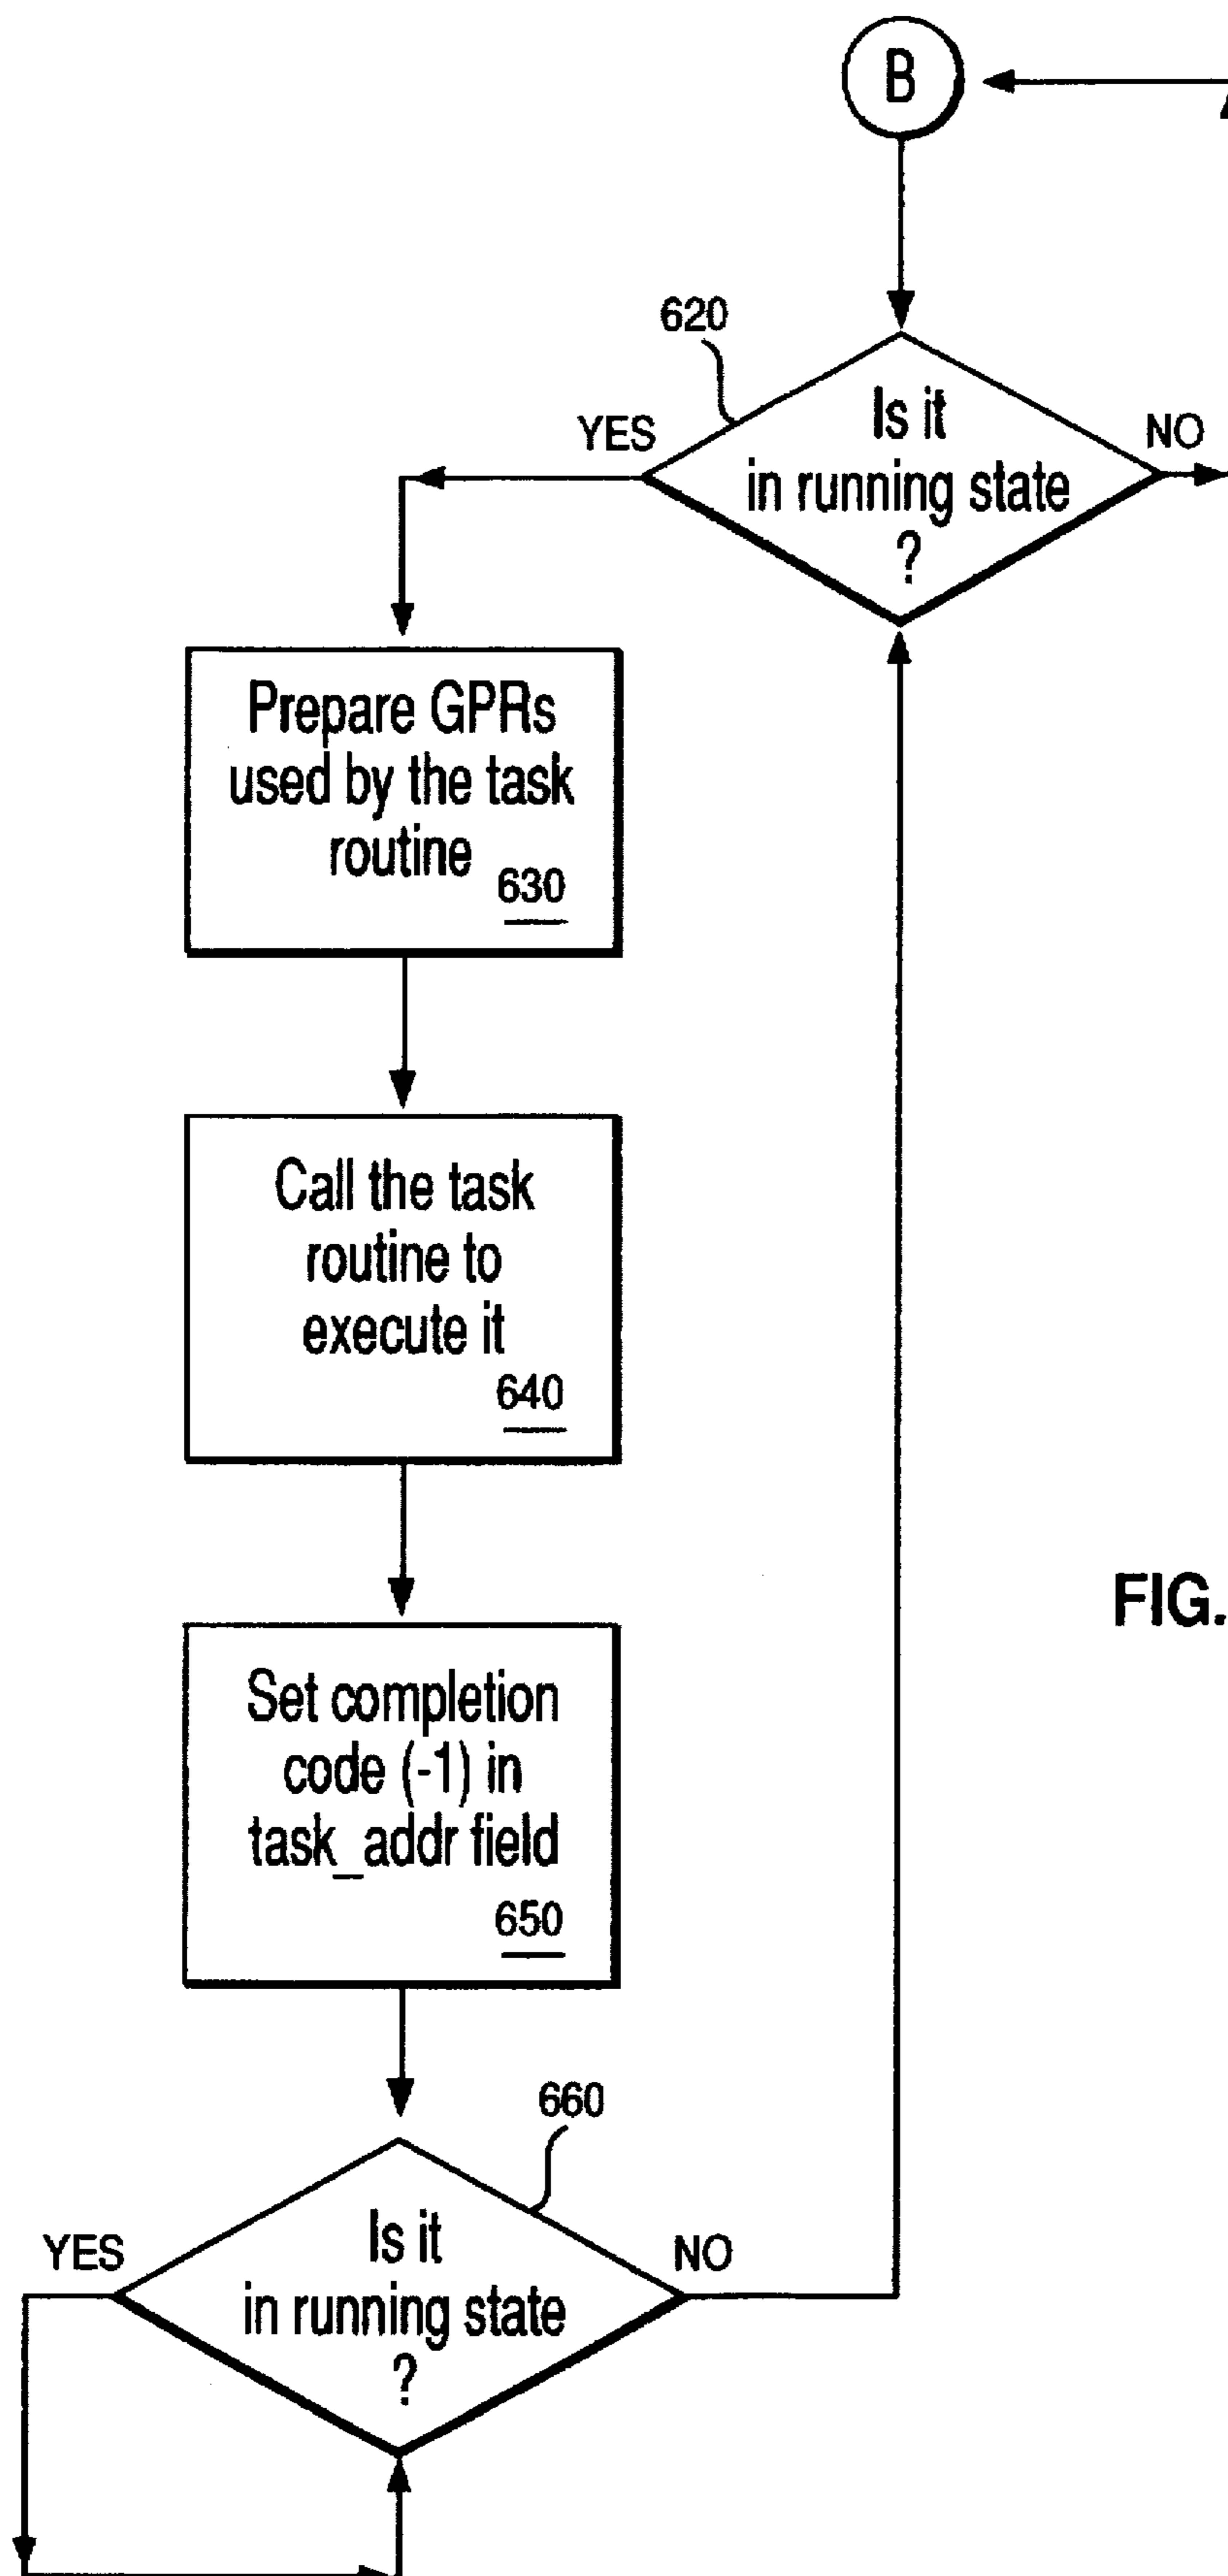 B
620
YES
Is it
in running state
?
NO
Prepare GPRs
used by the task
routine
630
Call the task
routine to
execute it
640
FIG.
Set completion
code (-1) in
task_addr field
650
660
YES
Is it
in running state
?
NO